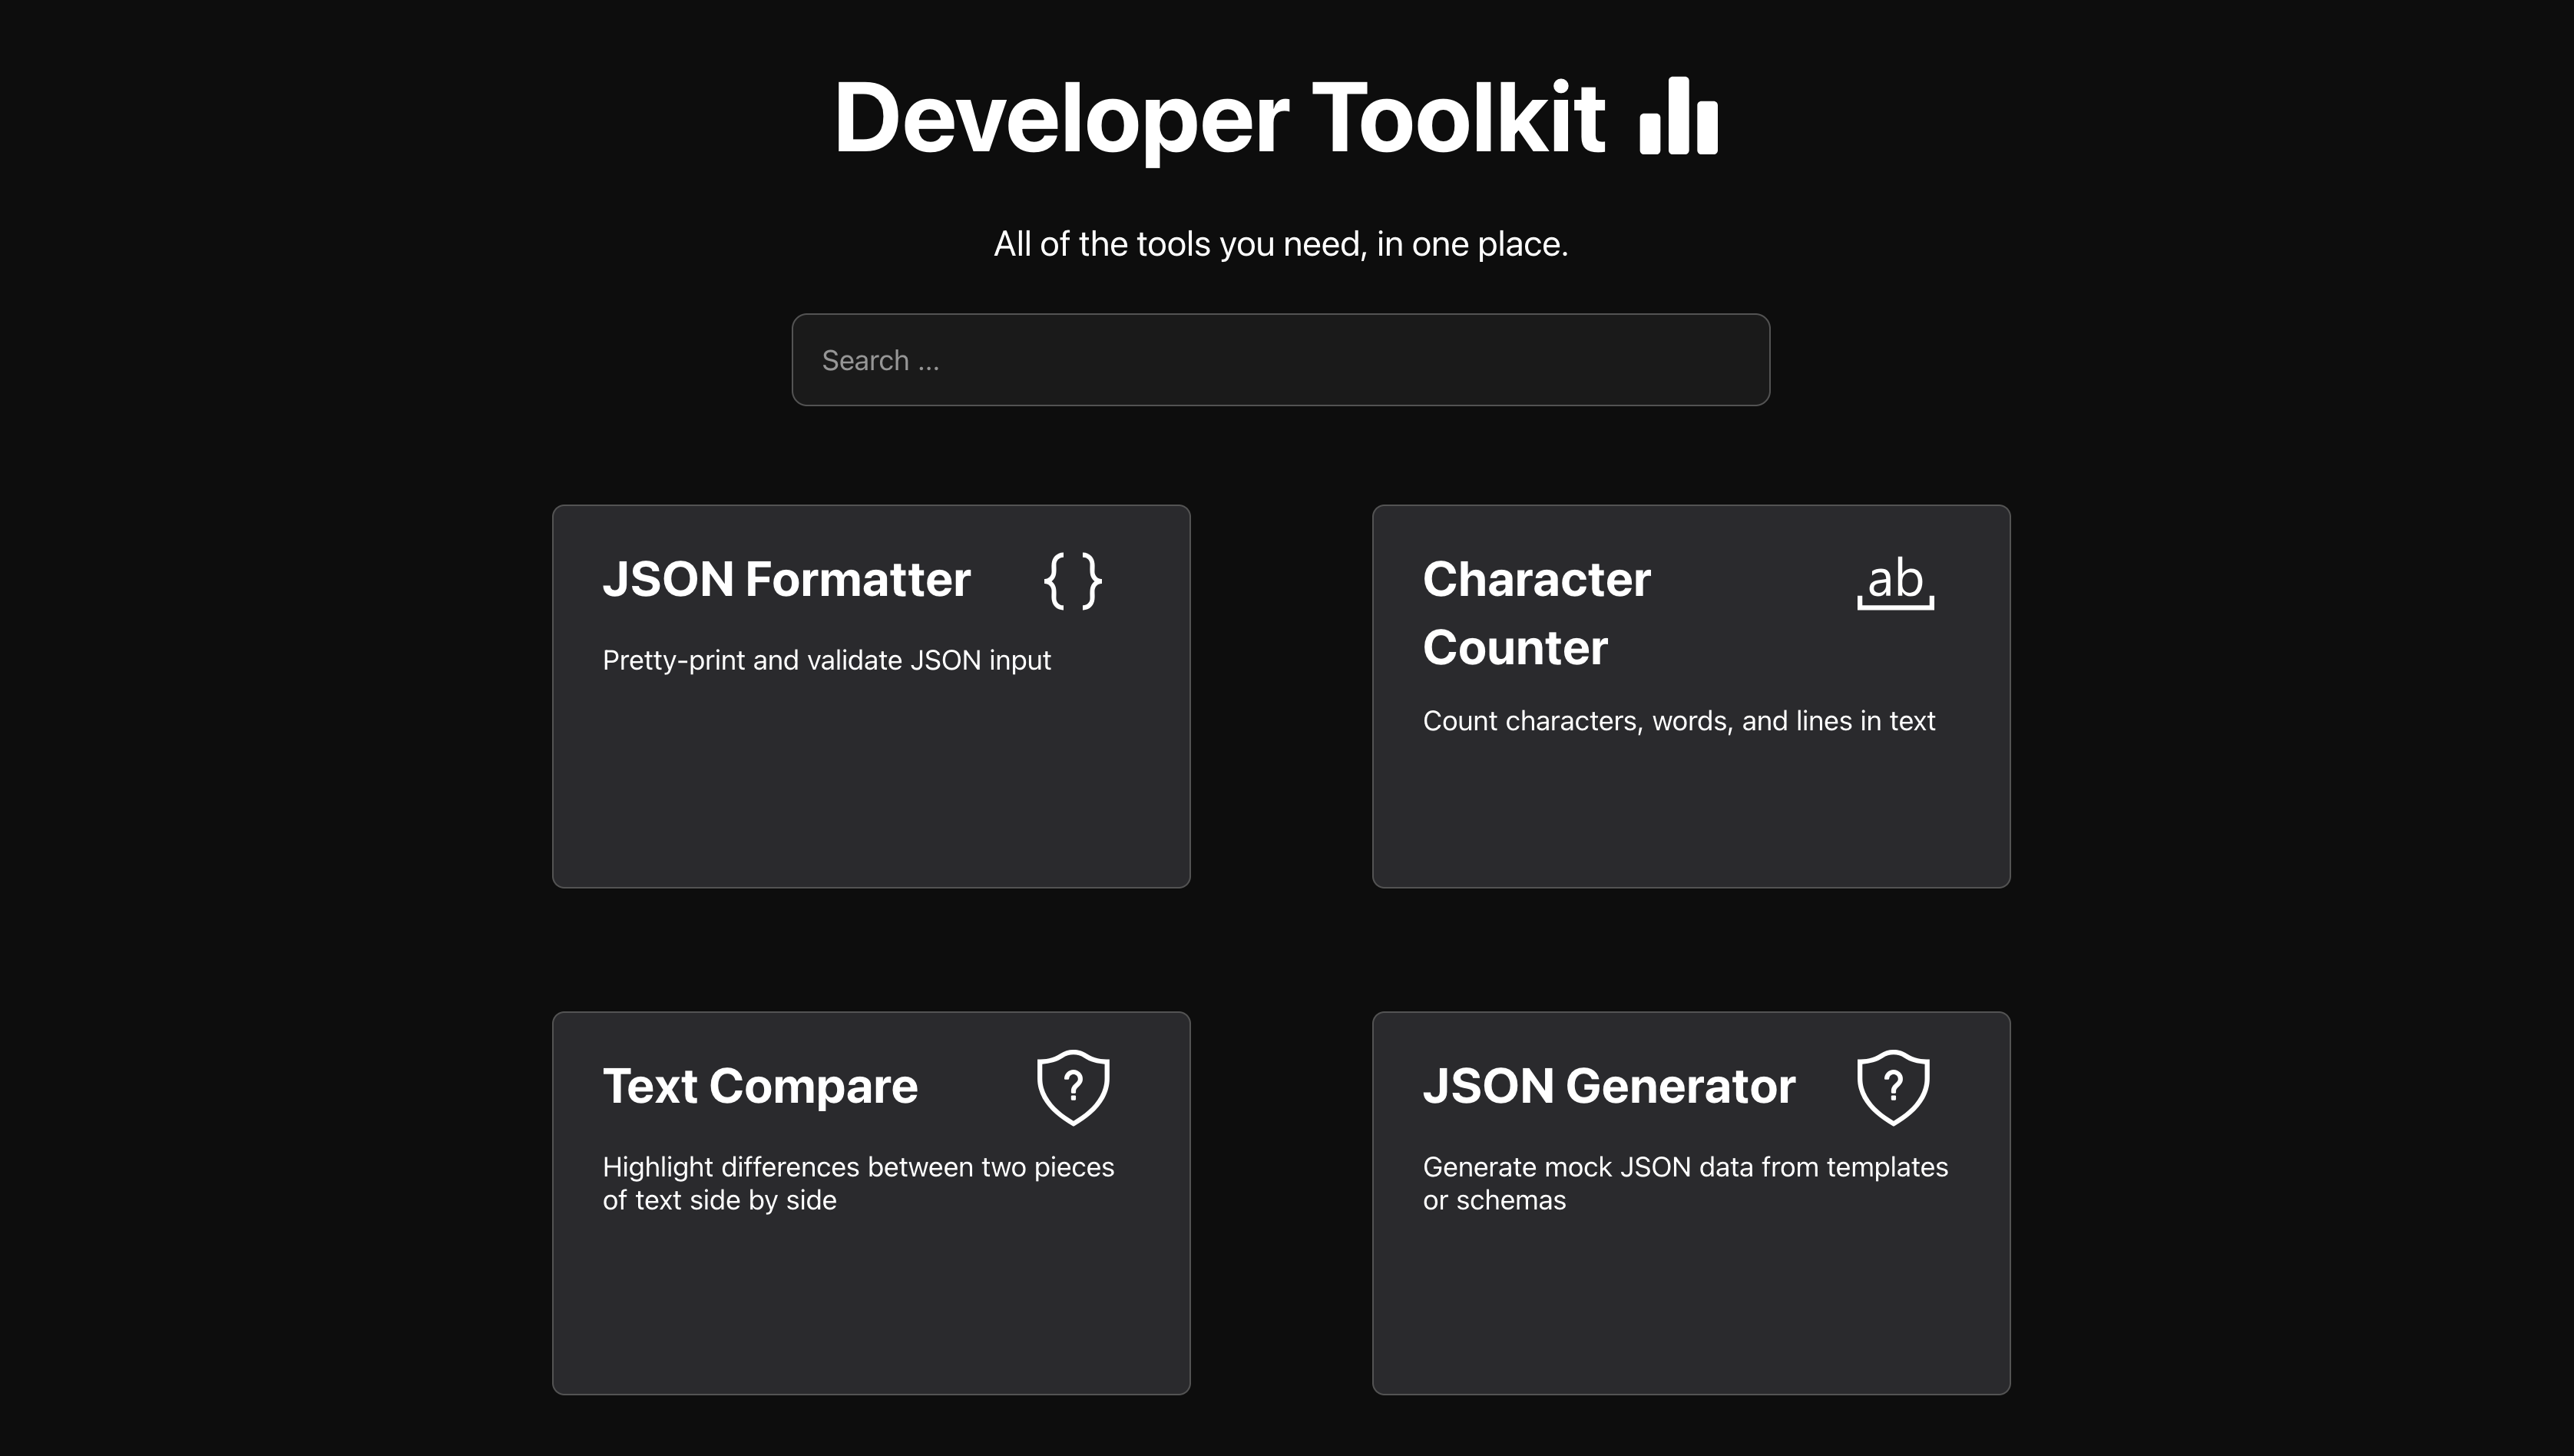 Developer Toolkit
All of the tools you need, in one place.
Search ...
JSON Formatter
{ }
Pretty-print and validate JSON input
Character
Counter
ab
Count characters, words, and lines in text
Text Compare
?
Highlight differences between two pieces
of text side by side
JSON Generator
?
Generate mock JSON data from templates
or schemas